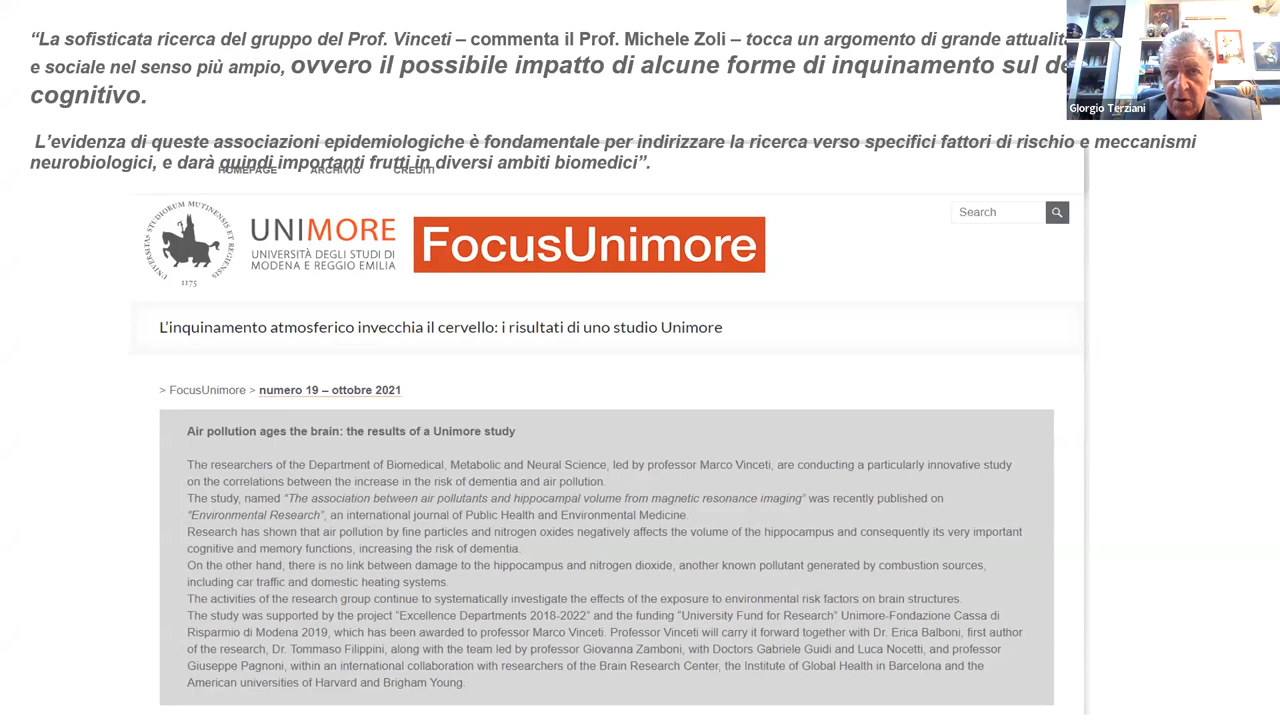 “La sofisticata ricerca del gruppo del Prof. Vinceti – commenta il Prof. Michele Zoli – tocca un argomento di grande
e sociale nel senso più ampio, ovvero il possibile impatto di alcune forme di inquinamento sul
cognitivo.
L’evidenza di queste associazioni epidemiologiche è fondamentale per indirizzare la ricerca verso specifici fattori di rischio e meccanismi
neurobiologici, e darà quindi importanti frutti in diversi ambiti biomedici”.
GIorgio Terziani
HOMEPAGE ARCHIVIO CREDITI
UNIVERSITAS STUDIORUM MUTINENSIS ET REGIENSIS
1175
UNIMORE
UNIVERSITÀ DEGLI STUDI DI
MODENA E REGGIO EMILIA
FocusUnimore
Search
L’inquinamento atmosferico invecchia il cervello: i risultati di uno studio Unimore
> FocusUnimore > numero 19 – ottobre 2021
Air pollution ages the brain: the results of a Unimore study
The researchers of the Department of Biomedical, Metabolic and Neural Science, led by professor Marco Vinceti, are conducting a particularly innovative study
on the correlations between the increase in the risk of dementia and air pollution.
The study, named “The association between air pollutants and hippocampal volume from magnetic resonance imaging” was recently published on
“Environmental Research”, an international journal of Public Health and Environmental Medicine.
Research has shown that air pollution by fine particles and nitrogen oxides negatively affects the volume of the hippocampus and consequently its very important
cognitive and memory functions, increasing the risk of dementia.
On the other hand, there is no link between damage to the hippocampus and nitrogen dioxide, another known pollutant generated by combustion sources,
including car traffic and domestic heating systems.
The activities of the research group continue to systematically investigate the effects of the exposure to environmental risk factors on brain structures.
The study was supported by the project “Excellence Departments 2018-2022” and the funding “University Fund for Research” Unimore-Fondazione Cassa di
Risparmio di Modena 2019, which has been awarded to professor Marco Vinceti. Professor Vinceti will carry it forward together with Dr. Erica Balboni, first author
of the research, Dr. Tommaso Filippini, along with the team led by professor Giovanna Zamboni, with Doctors Gabriele Guidi and Luca Nocetti, and professor
Giuseppe Pagnoni, within an international collaboration with researchers of the Brain Research Center, the Institute of Global Health in Barcelona and the
American universities of Harvard and Brigham Young.